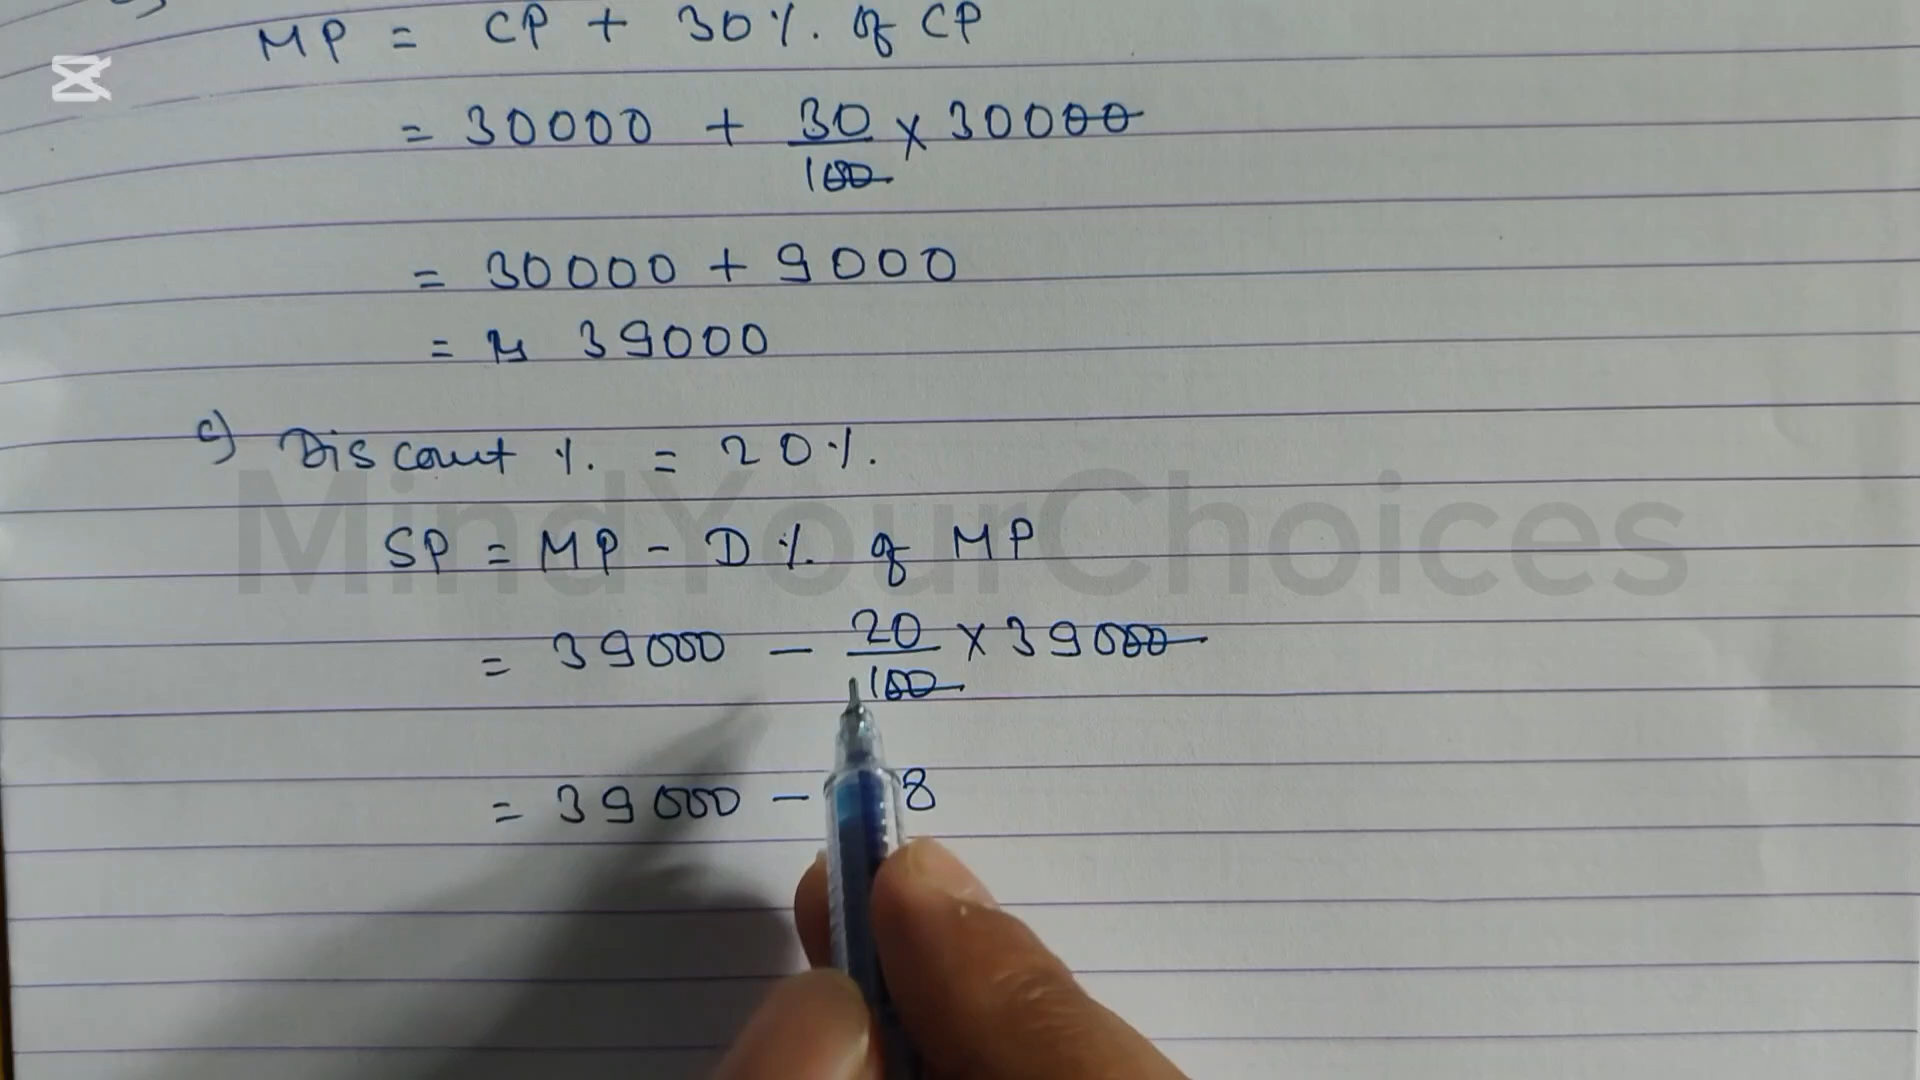 MP = CP + 30%. of CP
= 30000 + 30/100 × 30000
= 30000 + 9000
= Rs 39000
c) Discount %. = 20%.
MindYourChoices
SP = MP - D%. of MP
= 39000 - 20/100 × 39000
= 39000 - 8